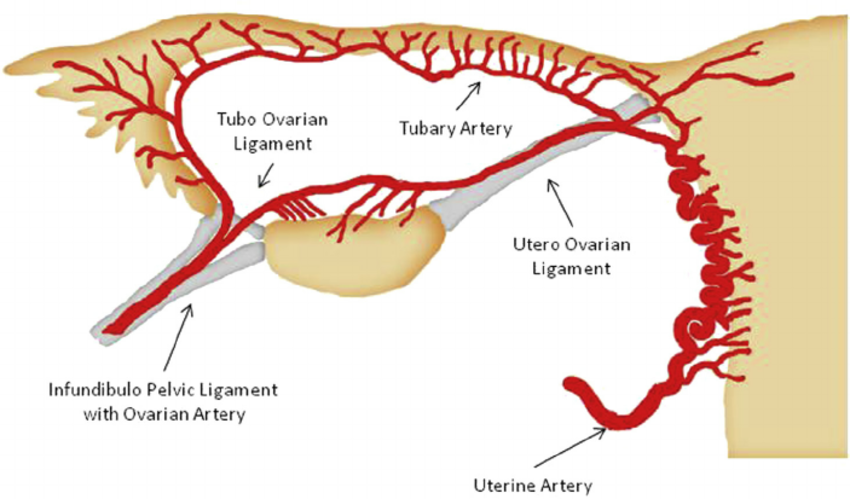 Tubo Ovarian
Ligament
Tubary Artery
Utero Ovarian
Ligament
Infundibulo Pelvic Ligament
with Ovarian Artery
Uterine Artery